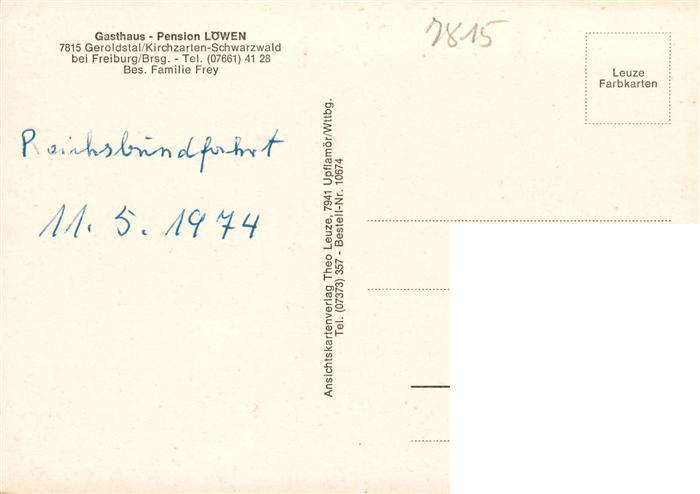 Gasthaus - Pension LÖWEN
7815 Geroldstal/Kirchzarten-Schwarzwald
bei Freiburg/Brsg. - Tel. (07661) 41 28
Bes. Familie Frey
7815
Leuze
Farbkarten
Reichsbundfahrt
11. 5. 1974
Ansichtskartenverlag Theo Leuze, 7941 Upflamör/Wttbg.
Tel. (07373) 357 - Bestell-Nr. 10674